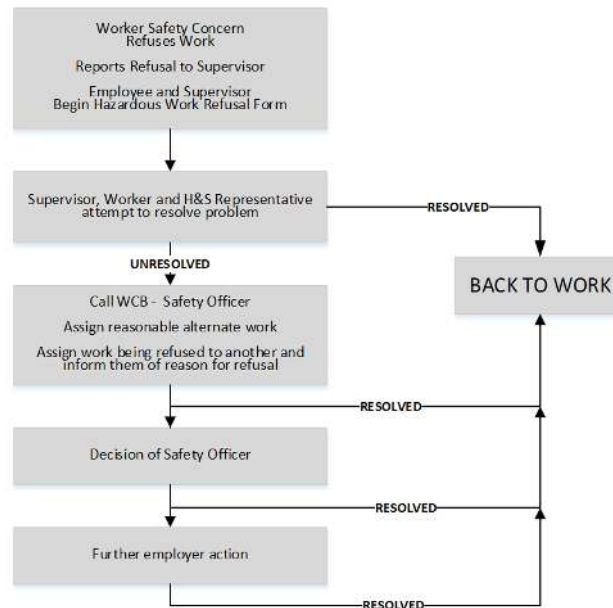 Worker Safety Concern
Refuses Work
Reports Refusal to Supervisor
Employee and Supervisor
Begin Hazardous Work Refusal Form
Supervisor, Worker and H&S Representative
attempt to resolve problem
RESOLVED
UNRESOLVED
BACK TO WORK
Call WCB - Safety Officer
Assign reasonable alternate work
Assign work being refused to another and
inform them of reason for refusal
RESOLVED
Decision of Safety Officer
RESOLVED
Further employer action
RESOLVED